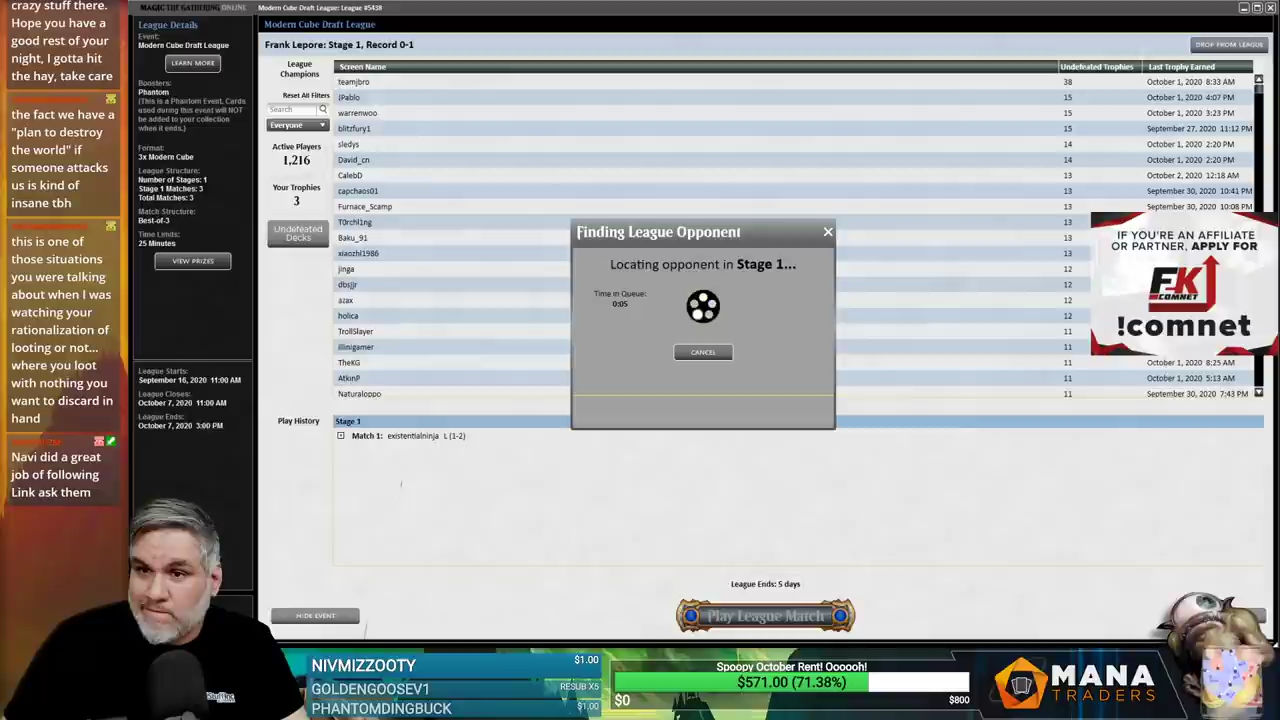 crazy stuff there.
Hope you have a
good rest of your
night, I gotta hit
the hay, take care
the fact we have a
"plan to destroy
the world" if
someone attacks
us is kind of
insane tbh
this is one of
those situations
you were talking
about when I was
watching your
rationalization of
looting or not...
where you loot
with nothing you
want to discard in
hand
Navi did a great
job of following
Link ask them
MAGIC THE GATHERING ONLINE
Modern Cube Draft League: League #5438
League Details
Event:
Modern Cube Draft League
LEARN MORE
Boosters:
Phantom
(This is a Phantom Event. Cards
used during this event will NOT
be added to your collection
when it ends.)
Format:
3x Modern Cube
League Structure:
Number of Stages: 1
Stage 1 Matches: 3
Total Matches: 3
Match Structure:
Best-of-3
Time Limits:
25 Minutes
VIEW PRIZES
League Starts:
September 16, 2020 11:00 AM
League Closes:
October 7, 2020 11:00 AM
League Ends:
October 7, 2020 3:00 PM
Modern Cube Draft League
Frank Lepore: Stage 1, Record 0-1
DROP FROM LEAGUE
League
Champions
Reset All Filters
Search
Everyone
Active Players
1,216
Your Trophies
3
Undefeated
Decks
Screen Name Undefeated Trophies Last Trophy Earned
teamjbro 38 October 1, 2020 8:33 AM
JPablo 15 October 1, 2020 4:07 PM
warrenwoo 15 October 1, 2020 3:23 PM
blitzfury1 15 September 27, 2020 11:12 PM
sledys 14 October 1, 2020 2:20 PM
David_cn 14 October 1, 2020 2:20 PM
CalebD 13 October 2, 2020 12:18 AM
capchaos01 13 September 30, 2020 10:41 PM
Furnace_Scamp 13 September 30, 2020 10:08 PM
T0rchl1ng 13
Baku_91 13
xiaozhl1986 13
jinga 12
dbsjjr 12
azax 12
holica 12
TrollSlayer 11
illinigamer 11
TheKG 11 October 1, 2020 8:25 AM
AtkinP 11 October 1, 2020 5:13 AM
Naturaloppo 11 September 30, 2020 7:43 PM
Finding League Opponent
Locating opponent in Stage 1...
Time in Queue:
0:05
CANCEL
IF YOU'RE AN AFFILIATE
OR PARTNER, APPLY FOR
FK
COMNET
!comnet
Play History
Stage 1
Match 1: existentialninja L (1-2)
League Ends: 5 days
HIDE EVENT
Play League Match
NIVMIZZOOTY $1.00
GOLDENGOOSEV1 RESUB X5
PHANTOMDINGBUCK $1.00
Spoopy October Rent! Oooooh!
$571.00 (71.38%)
$0
$800
MANA
TRADERS